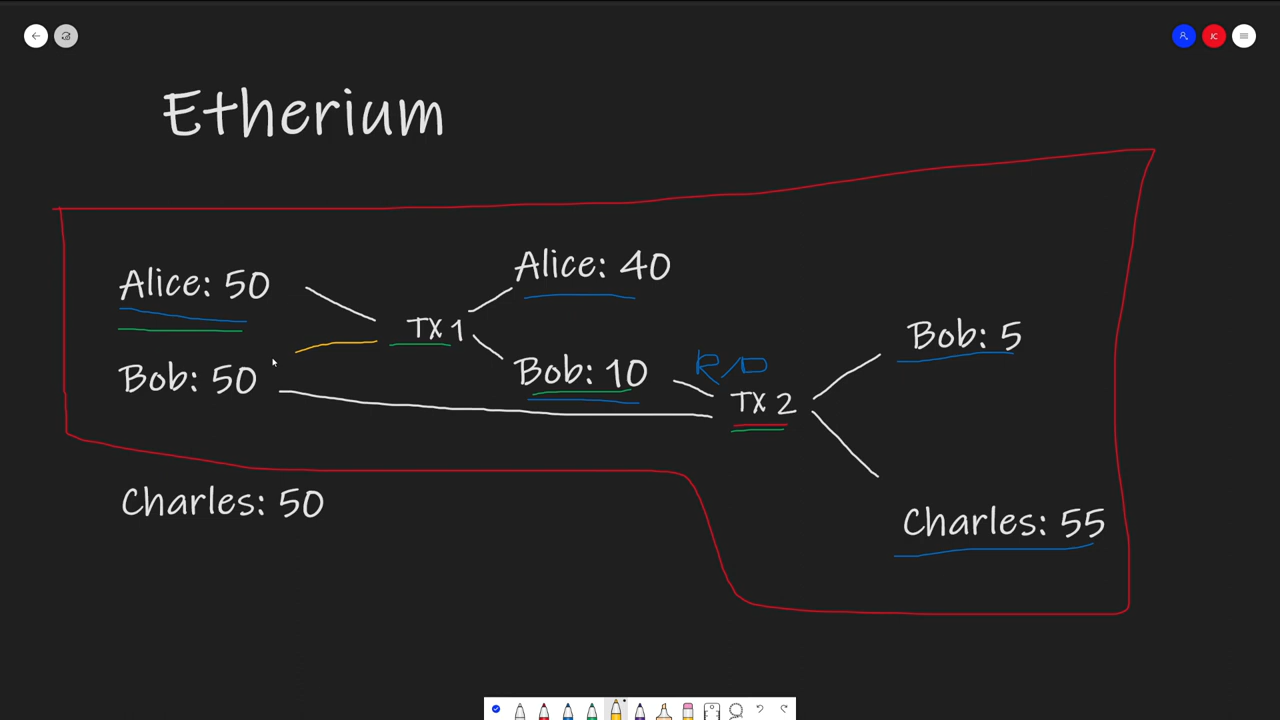 Etherium
Alice: 50
Alice: 40
TX 1
Bob: 50
Bob: 10
R/D
TX 2
Bob: 5
Charles: 50
Charles: 55